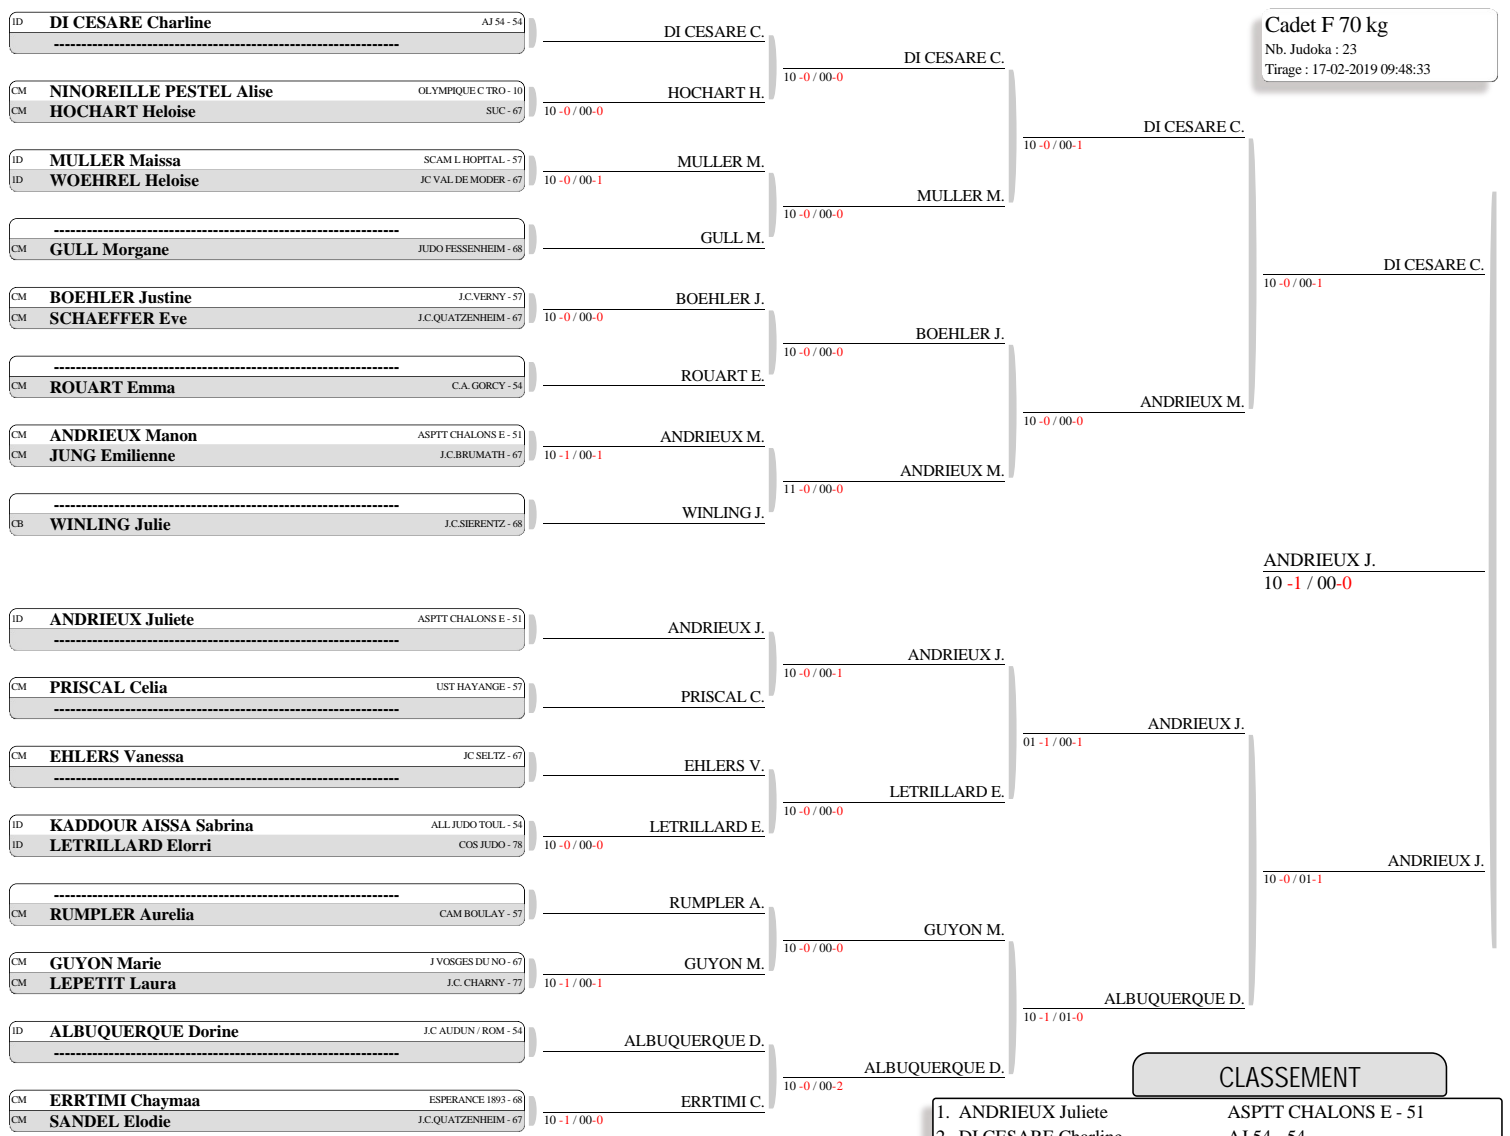 Cadet F 70 kg
Nb. Judoka : 23
Tirage : 17-02-2019 09:48:33
1D DI CESARE Charline AJ 54 - 54
----------------------------------------------------------------
CM NINOREILLE PESTEL Alise OLYMPIQUE C TRO - 10
CM HOCHART Heloise SUC - 67
1D MULLER Maissa SCAM L HOPITAL - 57
1D WOEHREL Heloise JC VAL DE MODER - 67
----------------------------------------------------------------
CM GULL Morgane JUDO FESSENHEIM - 68
CM BOEHLER Justine J.C.VERNY - 57
CM SCHAEFFER Eve J.C.QUATZENHEIM - 67
----------------------------------------------------------------
CM ROUART Emma C.A. GORCY - 54
CM ANDRIEUX Manon ASPTT CHALONS E - 51
CM JUNG Emilienne J.C.BRUMATH - 67
----------------------------------------------------------------
CB WINLING Julie J.C.SIERENTZ - 68
1D ANDRIEUX Juliete ASPTT CHALONS E - 51
----------------------------------------------------------------
CM PRISCAL Celia UST HAYANGE - 57
----------------------------------------------------------------
CM EHLERS Vanessa JC SELTZ - 67
----------------------------------------------------------------
1D KADDOUR AISSA Sabrina ALL JUDO TOUL - 54
1D LETRILLARD Elorri COS JUDO - 78
----------------------------------------------------------------
CM RUMPLER Aurelia CAM BOULAY - 57
CM GUYON Marie J VOSGES DU NO - 67
CM LEPETIT Laura J.C. CHARNY - 77
1D ALBUQUERQUE Dorine J.C AUDUN / ROM - 54
----------------------------------------------------------------
CM ERRTIMI Chaymaa ESPERANCE 1893 - 68
CM SANDEL Elodie J.C.QUATZENHEIM - 67
DI CESARE C.
HOCHART H.
10 -0 / 00-0
MULLER M.
10 -0 / 00-1
GULL M.
BOEHLER J.
10 -0 / 00-0
ROUART E.
ANDRIEUX M.
10 -1 / 00-1
WINLING J.
ANDRIEUX J.
PRISCAL C.
EHLERS V.
LETRILLARD E.
10 -0 / 00-0
RUMPLER A.
GUYON M.
10 -1 / 00-1
ALBUQUERQUE D.
ERRTIMI C.
10 -1 / 00-0
DI CESARE C.
10 -0 / 00-0
MULLER M.
10 -0 / 00-0
BOEHLER J.
10 -0 / 00-0
ANDRIEUX M.
11 -0 / 00-0
ANDRIEUX J.
10 -0 / 00-1
LETRILLARD E.
10 -0 / 00-0
GUYON M.
10 -0 / 00-0
ALBUQUERQUE D.
10 -0 / 00-2
DI CESARE C.
10 -0 / 00-1
ANDRIEUX M.
10 -0 / 00-0
ANDRIEUX J.
01 -1 / 00-1
ALBUQUERQUE D.
10 -1 / 01-0
DI CESARE C.
10 -0 / 00-1
ANDRIEUX J.
10 -0 / 01-1
ANDRIEUX J.
10 -1 / 00-0
CLASSEMENT
1. ANDRIEUX Juliete ASPTT CHALONS E - 51
2. DI CESARE Charline AJ 54 - 54